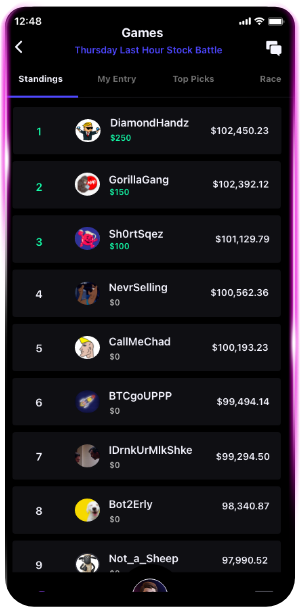 12:48
Games
Thursday Last Hour Stock Battle
Standings My Entry Top Picks Race
1 DiamondHandz $102,450.23
$250
2 GorillaGang $102,392.12
$150
3 Sh0rtSqez $101,129.79
$100
4 NevrSelling $100,562.36
$0
5 CallMeChad $100,193.23
$0
6 BTCgoUPPP $99,494.14
$0
7 IDrnkUrMlkShke $99,294.50
$0
8 Bot2Erly 98,340.87
$0
9 Not_a_Sheep 97,990.52
$0